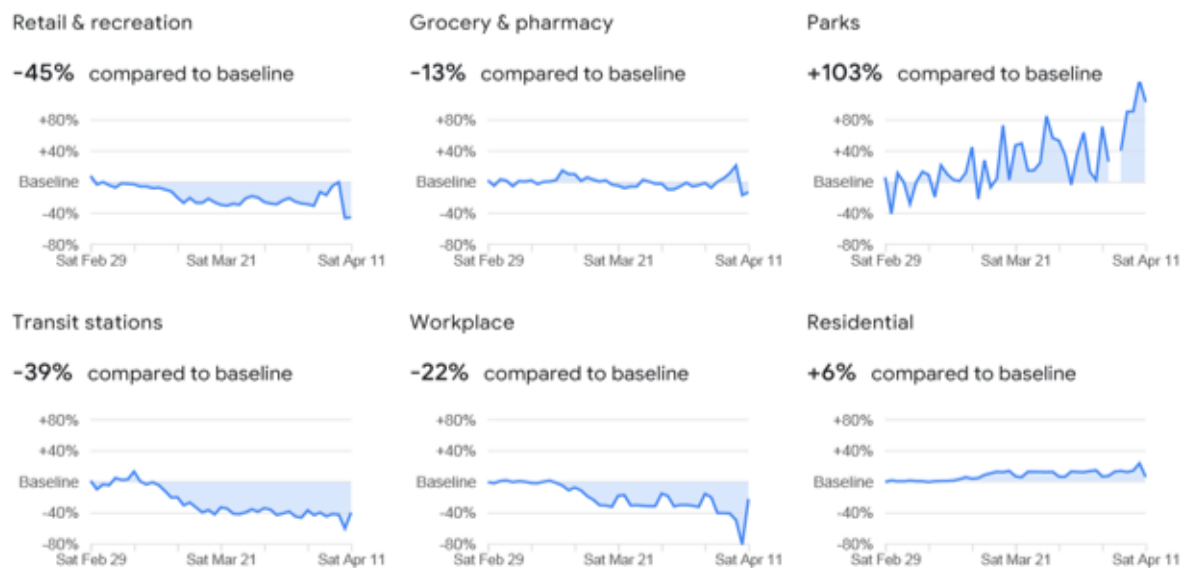 Retail & recreation
-45% compared to baseline
+80%
+40%
Baseline
-40%
-80%
Sat Feb 29 Sat Mar 21 Sat Apr 11
Grocery & pharmacy
-13% compared to baseline
+80%
+40%
Baseline
-40%
-80%
Sat Feb 29 Sat Mar 21 Sat Apr 11
Parks
+103% compared to baseline
+80%
+40%
Baseline
-40%
-80%
Sat Feb 29 Sat Mar 21 Sat Apr 11
Transit stations
-39% compared to baseline
+80%
+40%
Baseline
-40%
-80%
Sat Feb 29 Sat Mar 21 Sat Apr 11
Workplace
-22% compared to baseline
+80%
+40%
Baseline
-40%
-80%
Sat Feb 29 Sat Mar 21 Sat Apr 11
Residential
+6% compared to baseline
+80%
+40%
Baseline
-40%
-80%
Sat Feb 29 Sat Mar 21 Sat Apr 11